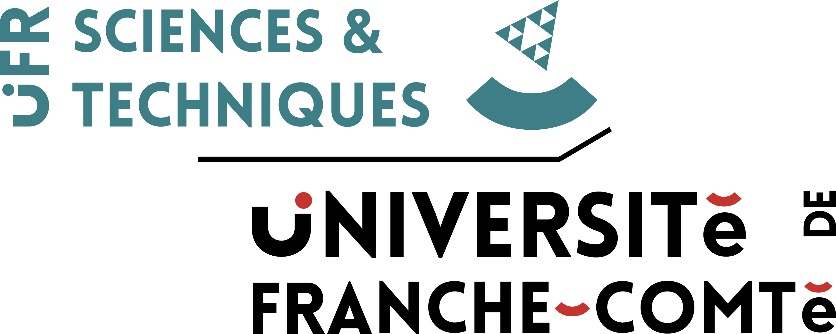 UFR
SCIENCES &
TECHNIQUES
UNIVERSITé
DE
FRANCHE-COMTé